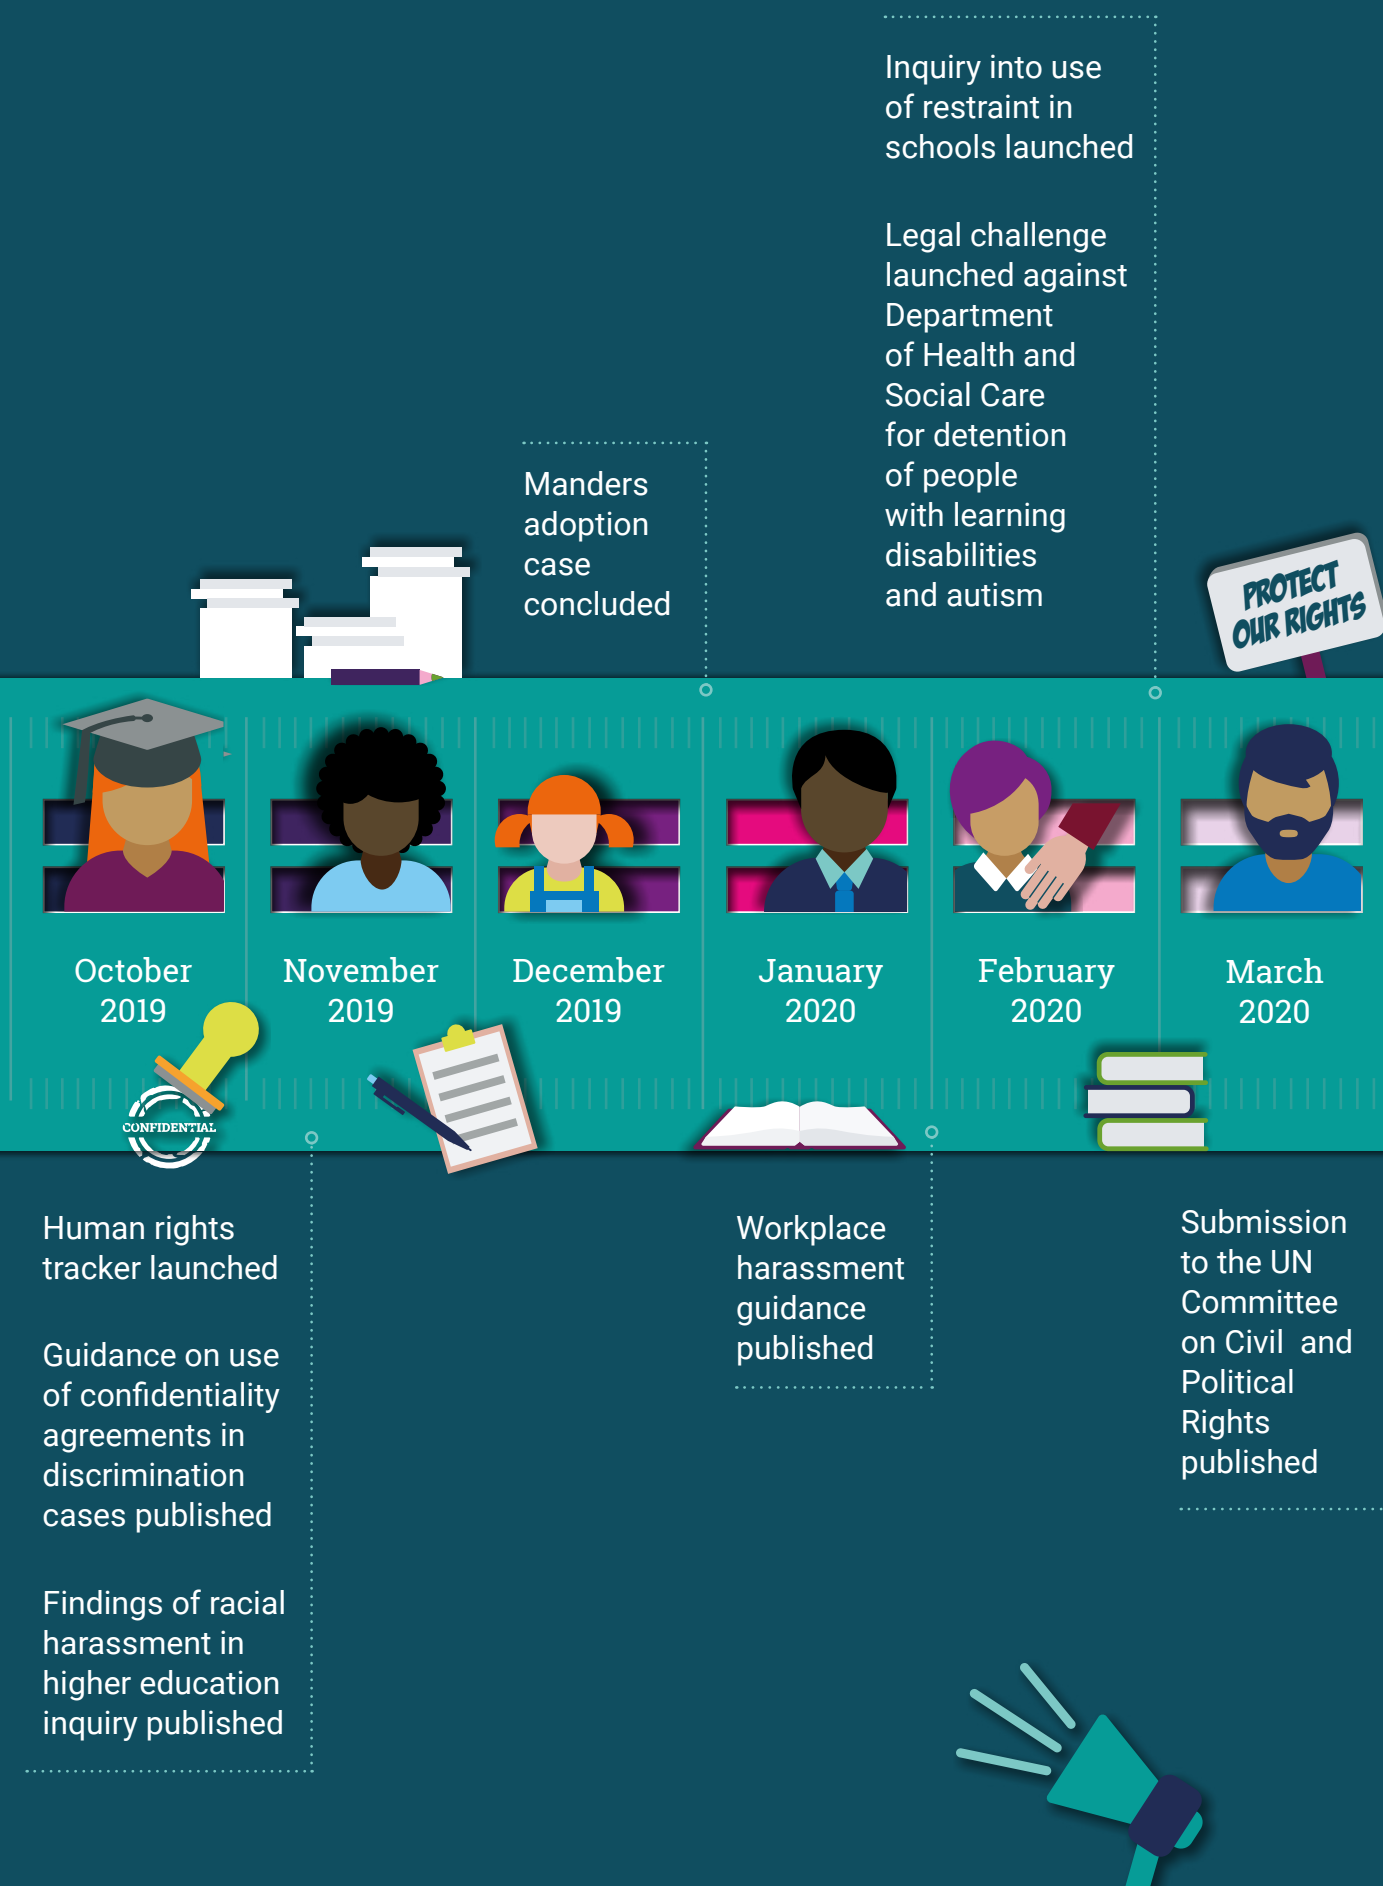 Inquiry into use
of restraint in
schools launched
Legal challenge
launched against
Department
of Health and
Social Care
for detention
of people
with learning
disabilities
and autism
Manders
adoption
case
concluded
PROTECT
OUR RIGHTS
October
2019
November
2019
December
2019
January
2020
February
2020
March
2020
CONFIDENTIAL
Human rights
tracker launched
Guidance on use
of confidentiality
agreements in
discrimination
cases published
Findings of racial
harassment in
higher education
inquiry published
Workplace
harassment
guidance
published
Submission
to the UN
Committee
on Civil and
Political
Rights
published